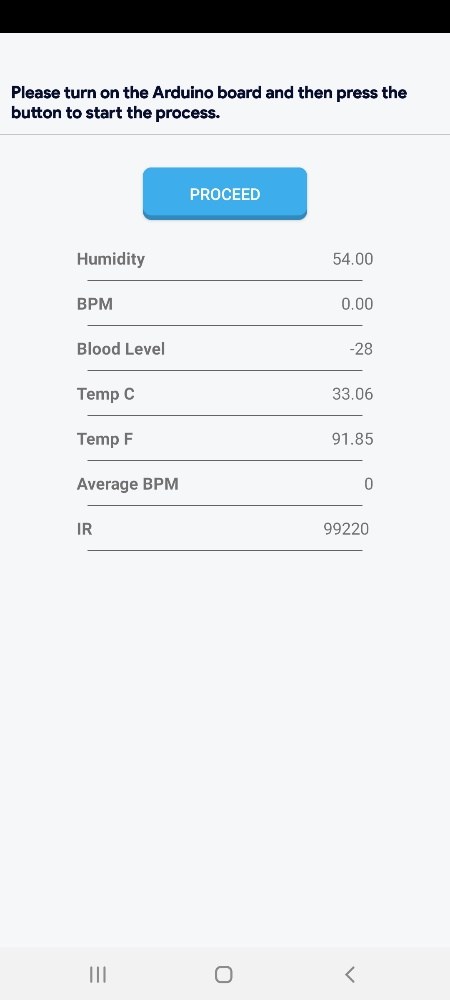 Please turn on the Arduino board and then press the
button to start the process.
PROCEED
Humidity 54.00
BPM 0.00
Blood Level -28
Temp C 33.06
Temp F 91.85
Average BPM 0
IR 99220